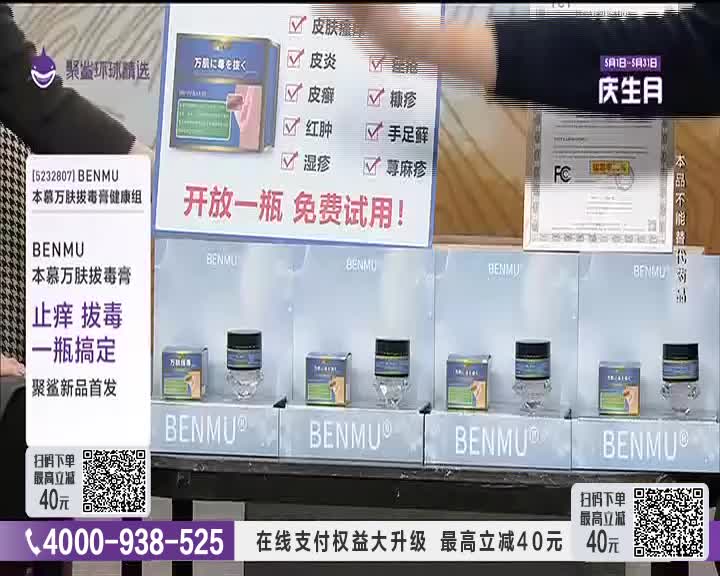 聚鲨环球精选
5月1日-5月31日
庆生月
万肌に毒を抜く
皮肤瘙痒
皮炎
皮癣
糠疹
红肿
手足藓
湿疹
荨麻疹
开放一瓶 免费试用!
FC
本品不能替代药品
[5232807] BENMU
本慕万肤拔毒膏健康组
BENMU
本慕万肤拔毒膏
止痒 拔毒
一瓶搞定
聚鲨新品首发
BENMU
BENMU
BENMU
BENMU
BENMU®
BENMU®
BENMU®
BENMU®
扫码下单
最高立减
40元
扫码下单
最高立减
40元
4000-938-525
在线支付权益大升级 最高立减40元